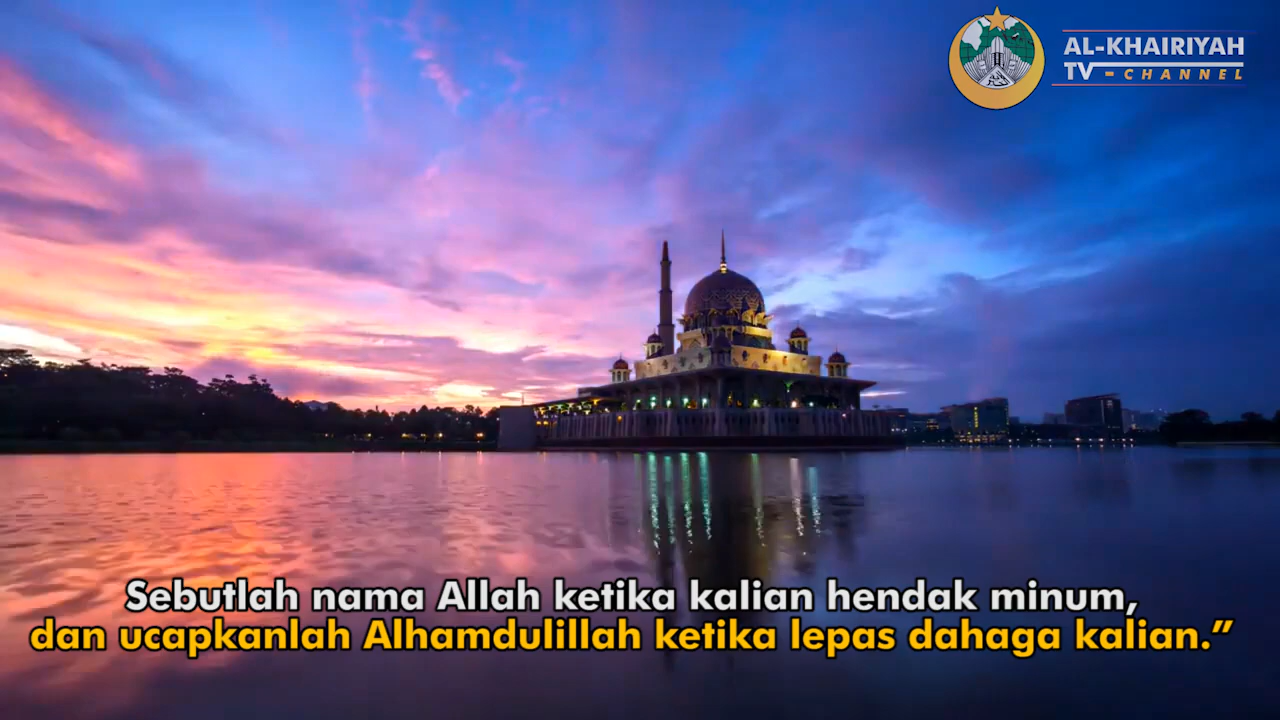 AL-KHAIRIYAH
TV - CHANNEL
Sebutlah nama Allah ketika kalian hendak minum,
dan ucapkanlah Alhamdulillah ketika lepas dahaga kalian.”